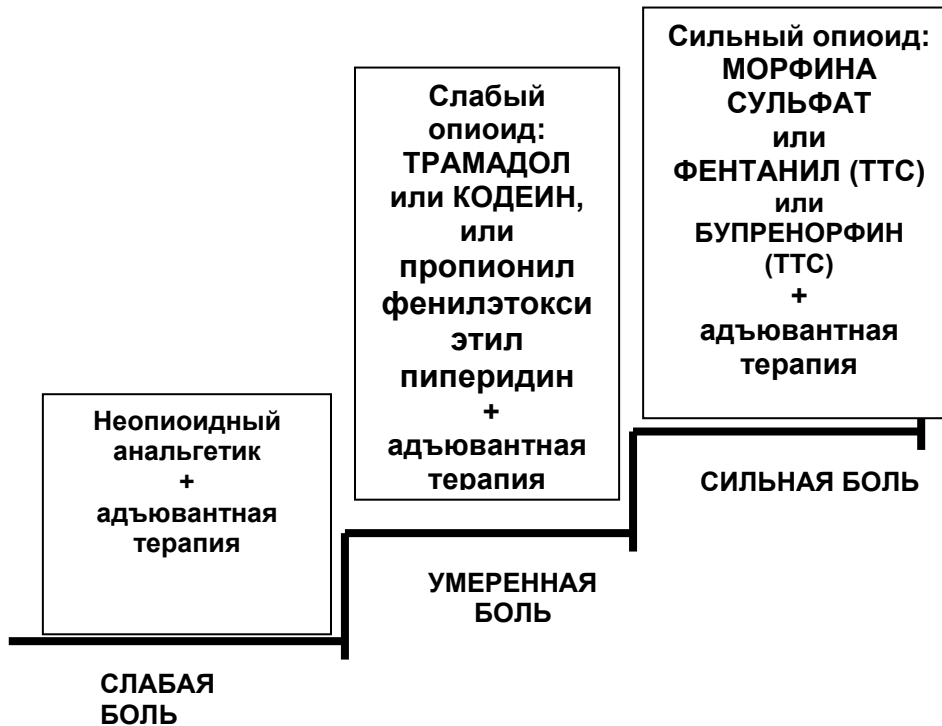 Неопиоидный
анальгетик
+
адъювантная
терапия
СЛАБАЯ
БОЛЬ
Слабый
опиоид:
ТРАМАДОЛ
или КОДЕИН,
или
пропионил
фенилэтокси
этил
пиперидин
+
адъювантная
терапия
УМЕРЕННАЯ
БОЛЬ
Сильный опиоид:
МОРФИНА
СУЛЬФАТ
или
ФЕНТАНИЛ (ТТС)
или
БУПРЕНОРФИН
(ТТС)
+
адъювантная
терапия
СИЛЬНАЯ БОЛЬ